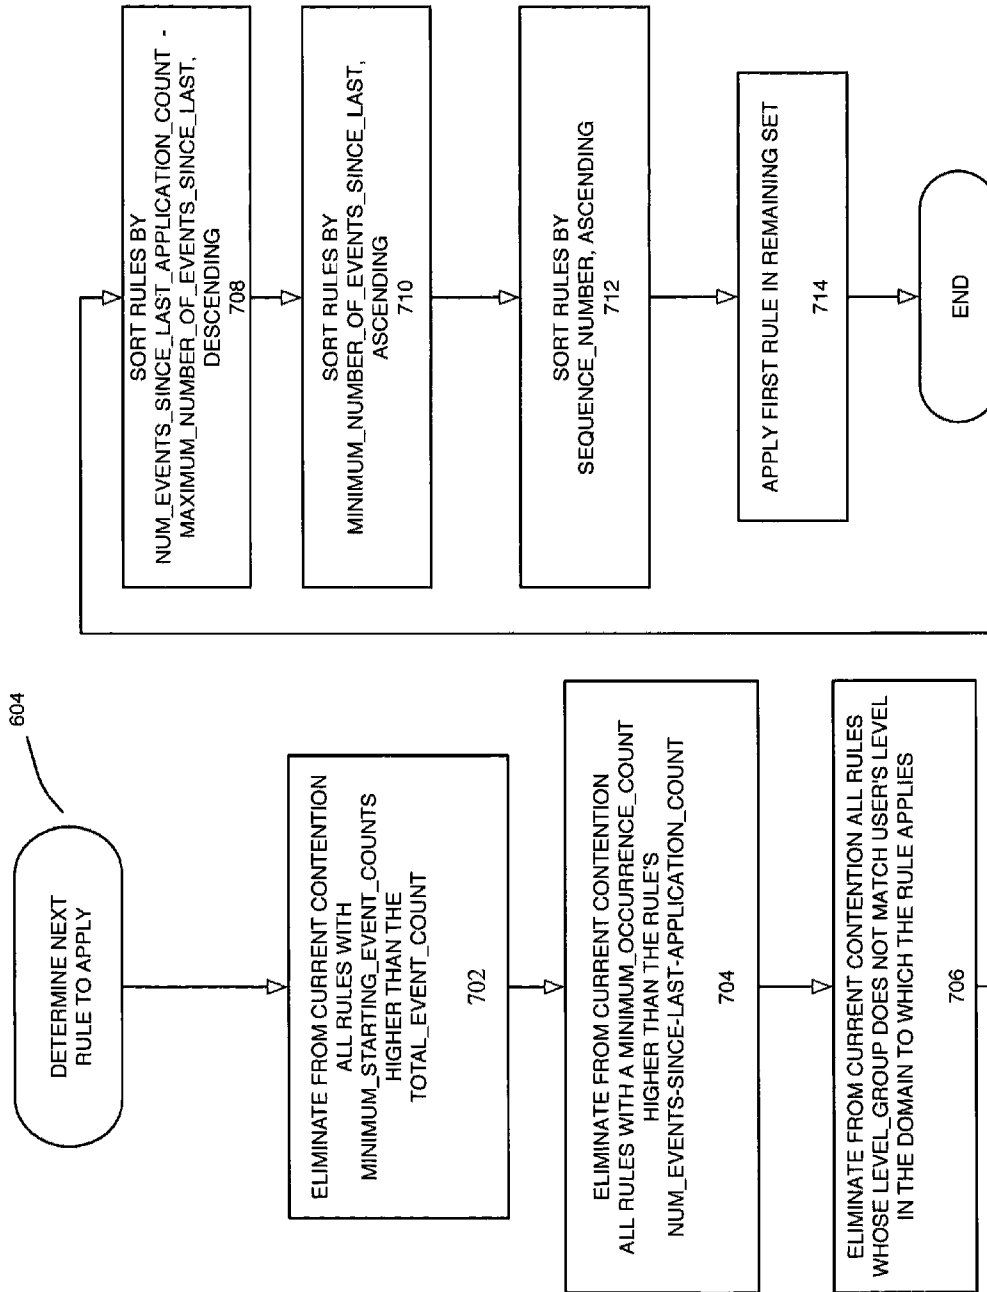 604
DETERMINE NEXT
RULE TO APPLY
ELIMINATE FROM CURRENT CONTENTION
ALL RULES WITH
MINIMUM_STARTING_EVENT_COUNTS
HIGHER THAN THE
TOTAL_EVENT_COUNT
702
ELIMINATE FROM CURRENT CONTENTION
ALL RULES WITH A MINIMUM_OCCURRENCE_COUNT
HIGHER THAN THE RULE'S
NUM_EVENTS-SINCE-LAST-APPLICATION_COUNT
704
ELIMINATE FROM CURRENT CONTENTION ALL RULES
WHOSE LEVEL_GROUP DOES NOT MATCH USER'S LEVEL
IN THE DOMAIN TO WHICH THE RULE APPLIES
706
SORT RULES BY
NUM_EVENTS_SINCE_LAST_APPLICATION_COUNT -
MAXIMUM_NUMBER_OF_EVENTS_SINCE_LAST,
DESCENDING
708
SORT RULES BY
MINIMUM_NUMBER_OF_EVENTS_SINCE_LAST,
ASCENDING
710
SORT RULES BY
SEQUENCE_NUMBER, ASCENDING
712
APPLY FIRST RULE IN REMAINING SET
714
END